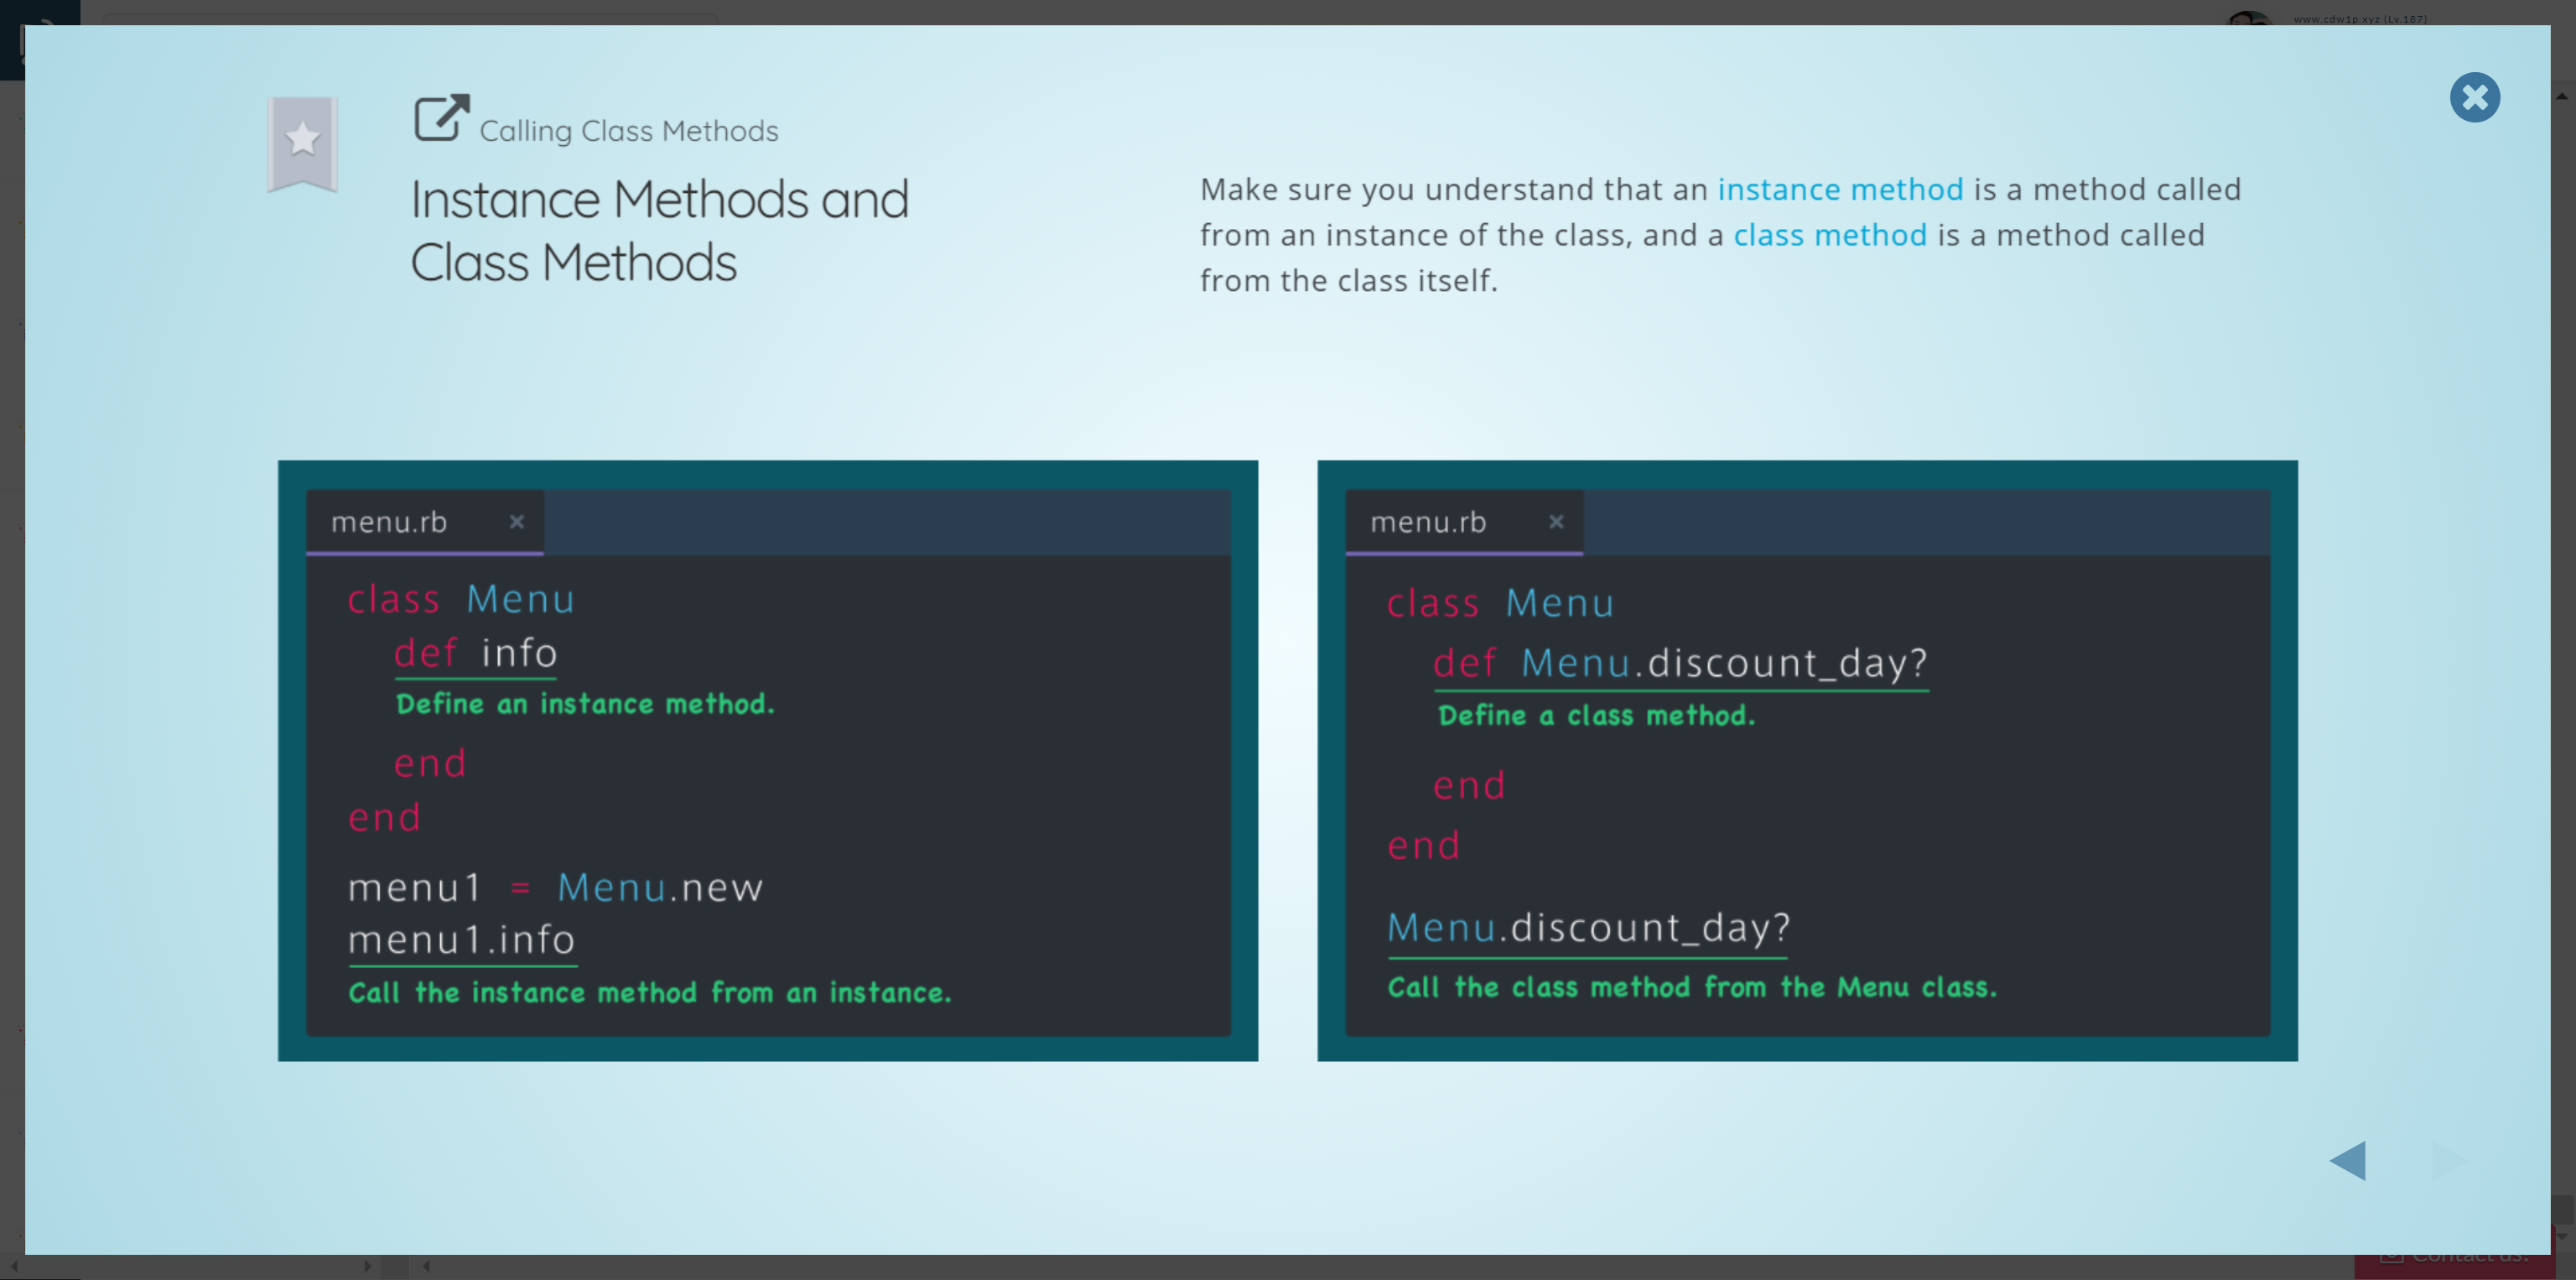 www.cdw1p.xyz (Lv.187)
Calling Class Methods
Instance Methods and
Class Methods
Make sure you understand that an instance method is a method called
from an instance of the class, and a class method is a method called
from the class itself.
menu.rb ×
class Menu
def info
Define an instance method.
end
end
menu1 = Menu.new
menu1.info
Call the instance method from an instance.
menu.rb ×
class Menu
def Menu.discount_day?
Define a class method.
end
end
Menu.discount_day?
Call the class method from the Menu class.
Contact us!